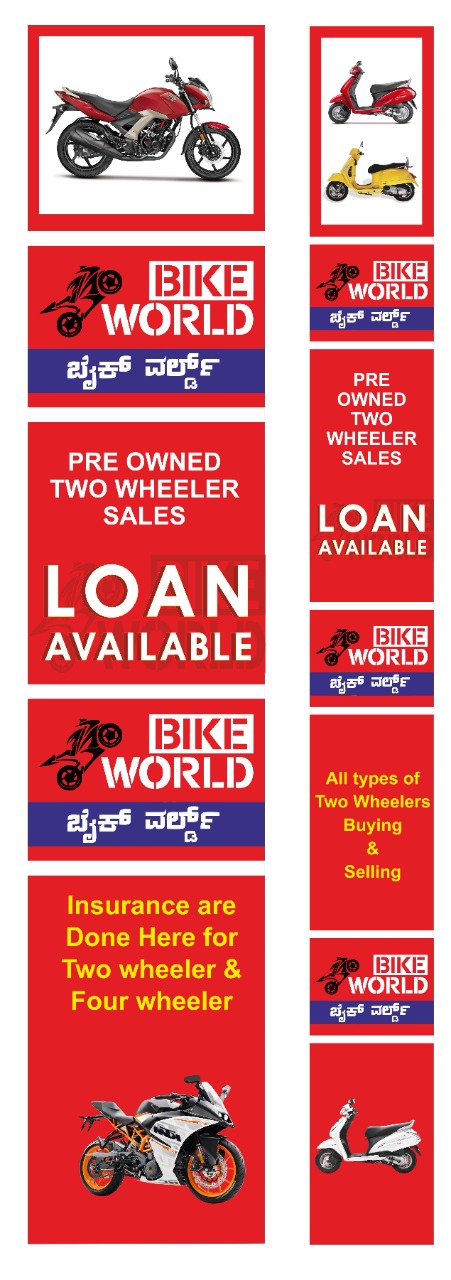 BIKE
WORLD
ಬೈಕ್ ವರ್ಲ್ಡ್
PRE OWNED
TWO WHEELER
SALES
LOAN
AVAILABLE
BIKE
WORLD
BIKE
WORLD
ಬೈಕ್ ವರ್ಲ್ಡ್
Insurance are
Done Here for
Two wheeler &
Four wheeler
BIKE
WORLD
ಬೈಕ್ ವರ್ಲ್ಡ್
PRE
OWNED
TWO
WHEELER
SALES
LOAN
AVAILABLE
BIKE
WORLD
ಬೈಕ್ ವರ್ಲ್ಡ್
All types of
Two Wheelers
Buying
&
Selling
BIKE
WORLD
ಬೈಕ್ ವರ್ಲ್ಡ್